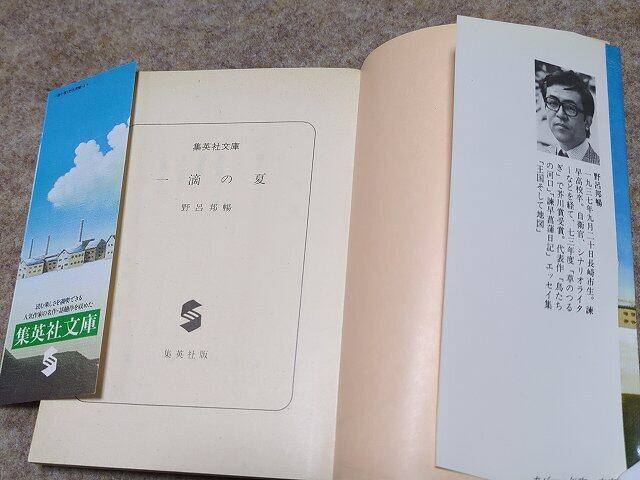 読む楽しさを満喫できる
人気作家の名作・話題作を収めた
集英社文庫
集英社文庫
一滴の夏
野呂邦暢
集英社版
野呂邦暢
一九三七年九月二十日長崎市生。諫
早高校卒。自衛官、シナリオライタ
ーなどを経て、七三年度「草のつる
ぎ」で芥川賞受賞。代表作「鳥たち
の河口」「諫早菖蒲日記」エッセイ集
「王国そして地図」